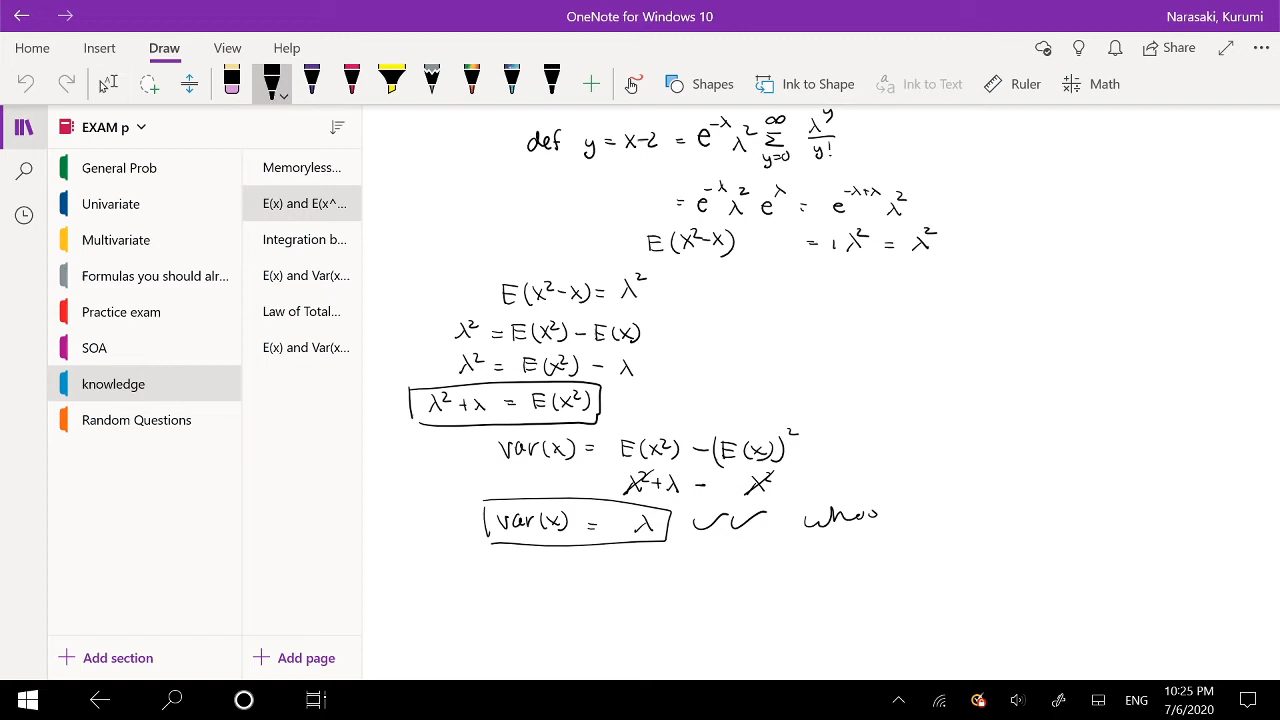 OneNote for Windows 10
Narasaki, Kurumi
Home Insert Draw View Help
Share
Shapes
Ink to Shape
Ink to Text
Ruler
Math
EXAM p
General Prob
Univariate
Multivariate
Formulas you should alr...
Practice exam
SOA
knowledge
Random Questions
Add section
Memoryless...
E(x) and E(x^...
Integration b...
E(x) and Var(x...
Law of Total...
E(x) and Var(x...
Add page
def y = x-2 = e^{-λ} λ^2 ∑_{y=0}^{∞} λ^y/y!
= e^{-λ} λ^2 e^λ = e^{-λ+λ} λ^2
E(x^2-x) = 1 λ^2 = λ^2
E(x^2-x) = λ^2
λ^2 = E(x^2) - E(x)
λ^2 = E(x^2) - λ
λ^2 + λ = E(x^2)
var(x) = E(x^2) - (E(x))^2
λ^2 + λ - λ^2
var(x) = λ ✓✓ whoo
ENG
10:25 PM
7/6/2020